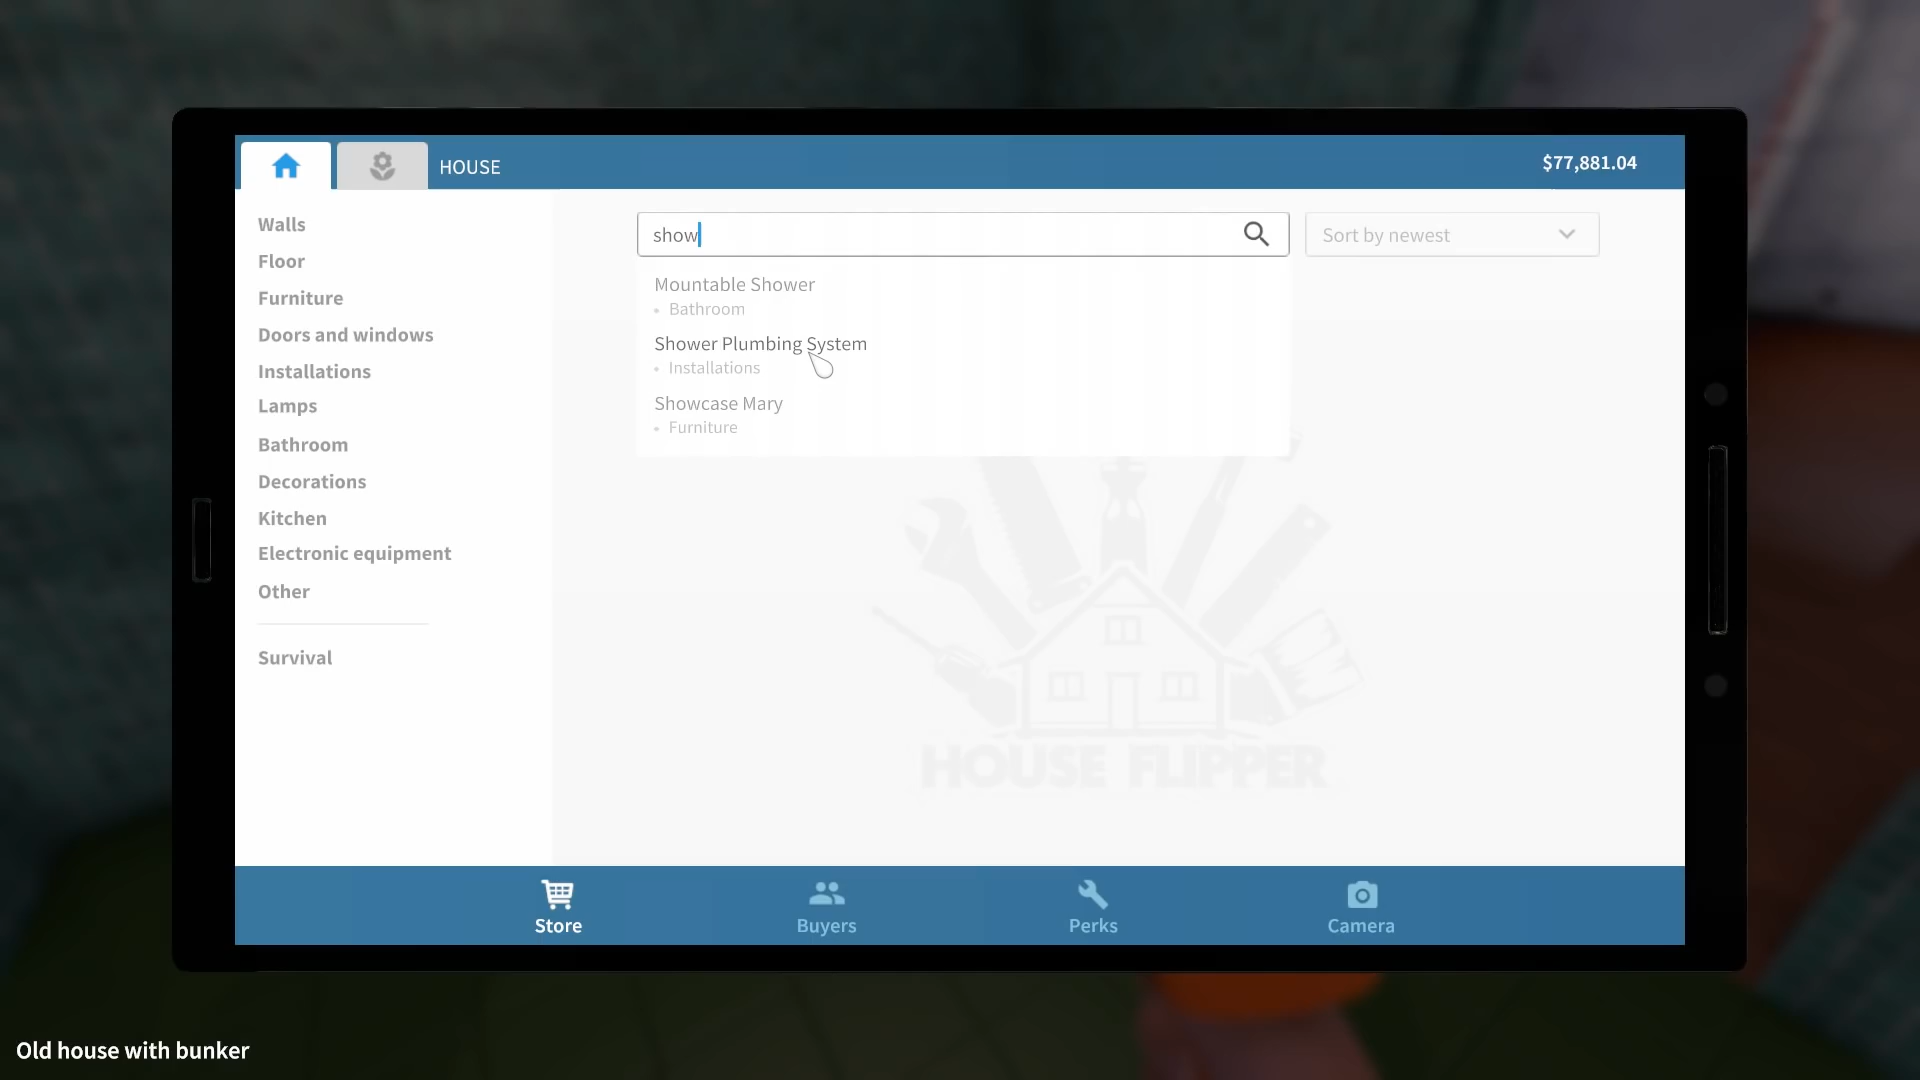 HOUSE
$77,881.04
Walls
Floor
Furniture
Doors and windows
Installations
Lamps
Bathroom
Decorations
Kitchen
Electronic equipment
Other
Survival
show
Sort by newest
Mountable Shower
• Bathroom
Shower Plumbing System
• Installations
Showcase Mary
• Furniture
HOUSE FLIPPER
Store
Buyers
Perks
Camera
Old house with bunker